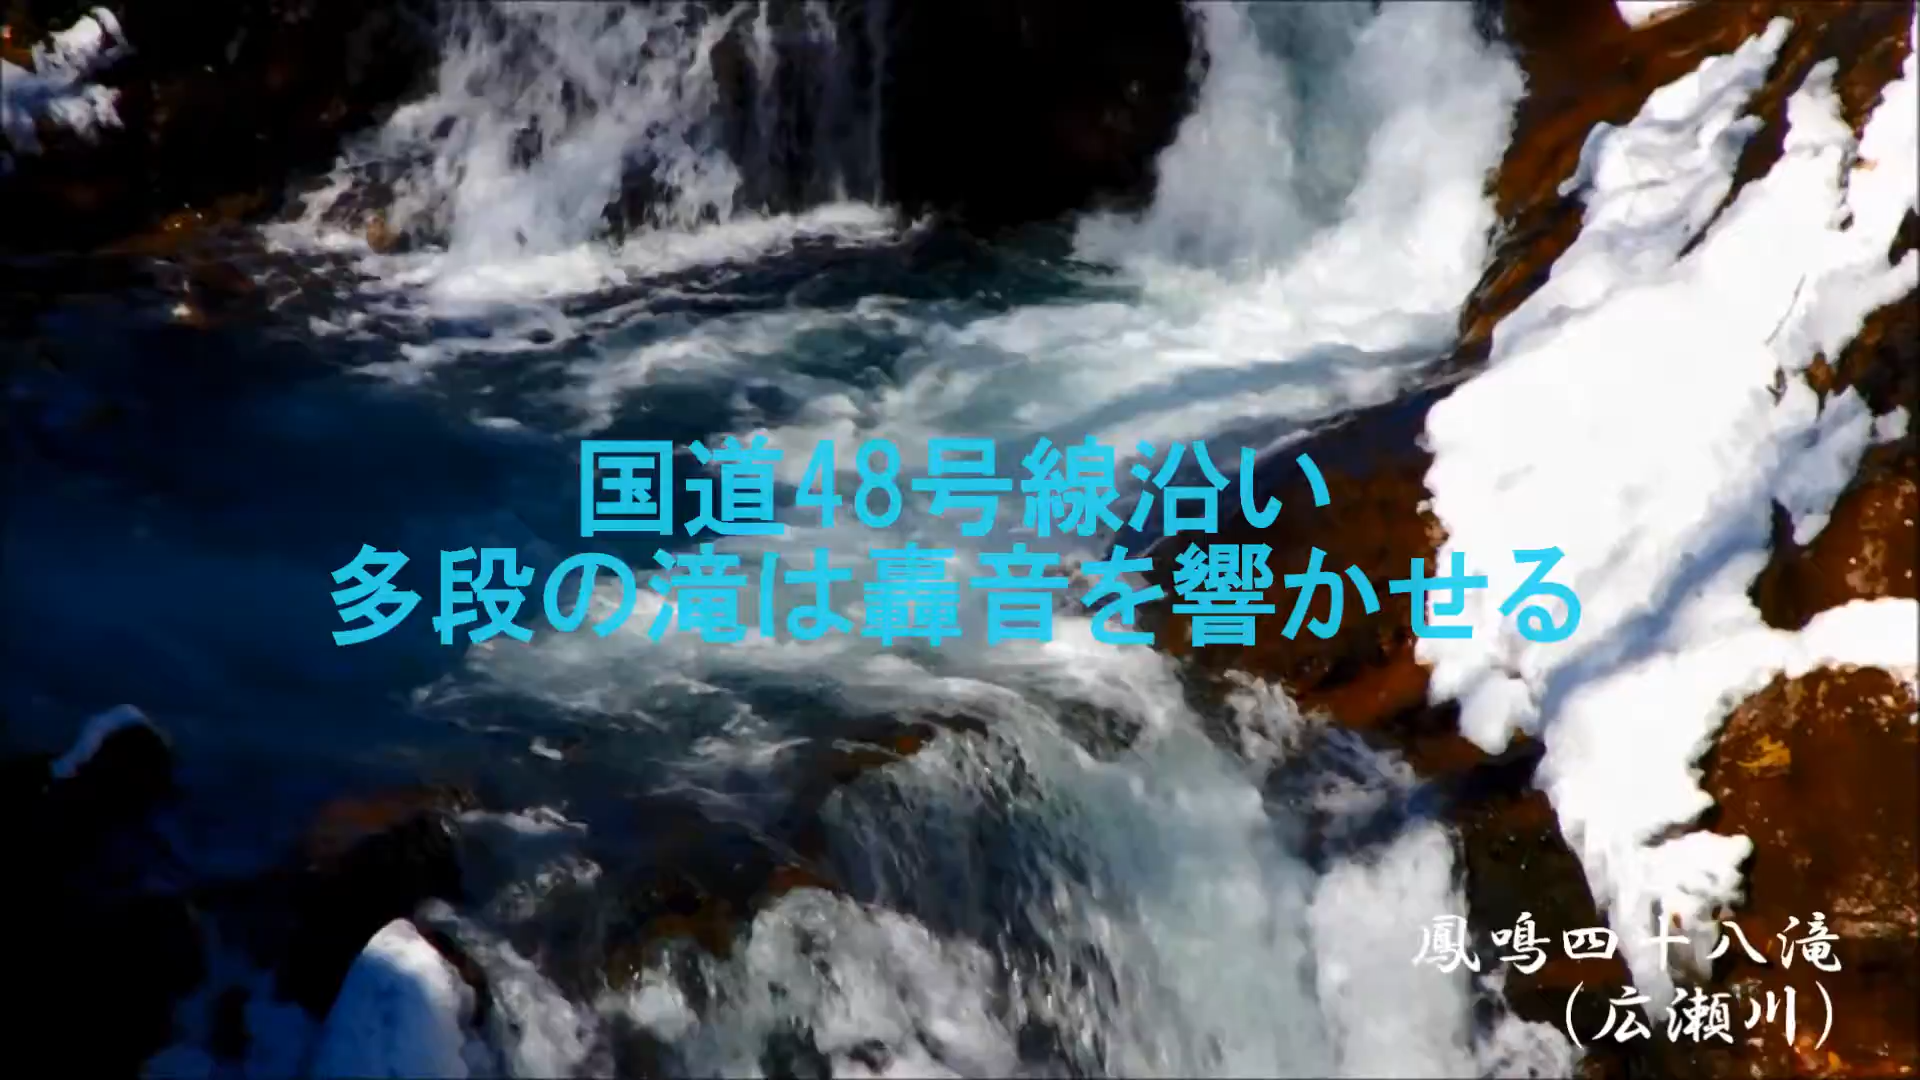 国道48号線沿い
多段の滝は轟音を響かせる
鳳鳴四十八滝
（広瀬川）